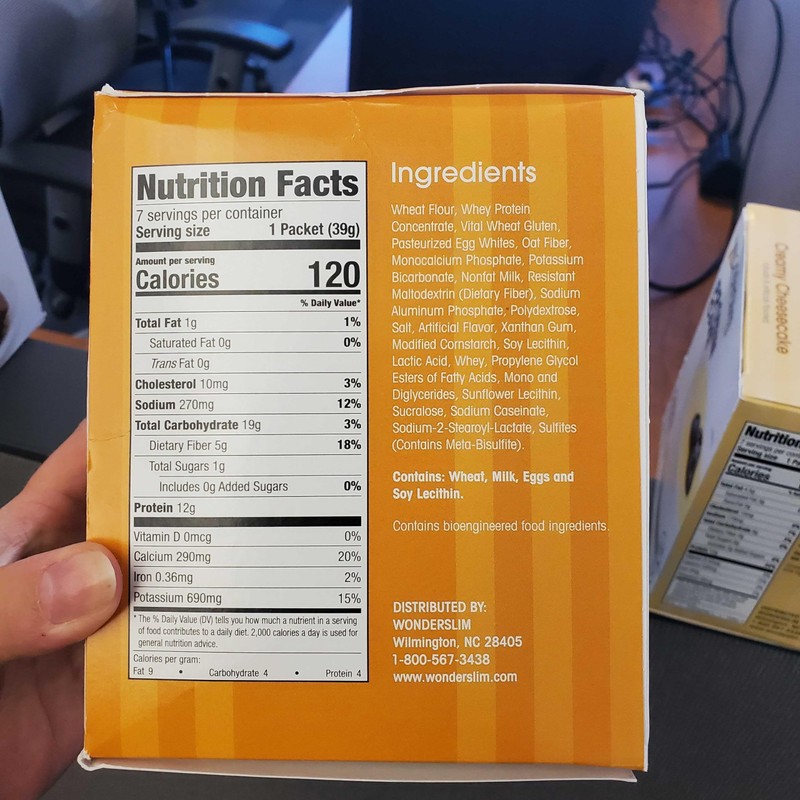 Nutrition Facts
7 servings per container
Serving size 1 Packet (39g)
Amount per serving
Calories 120
% Daily Value*
Total Fat 1g 1%
Saturated Fat 0g 0%
Trans Fat 0g
Cholesterol 10mg 3%
Sodium 270mg 12%
Total Carbohydrate 19g 3%
Dietary Fiber 5g 18%
Total Sugars 1g
Includes 0g Added Sugars 0%
Protein 12g
Vitamin D 0mcg 0%
Calcium 290mg 20%
Iron 0.36mg 2%
Potassium 690mg 15%
* The % Daily Value (DV) tells you how much a nutrient in a serving
of food contributes to a daily diet. 2,000 calories a day is used for
general nutrition advice.
Calories per gram:
Fat 9 • Carbohydrate 4 • Protein 4
Ingredients
Wheat Flour, Whey Protein
Concentrate, Vital Wheat Gluten,
Pasteurized Egg Whites, Oat Fiber,
Monocalcium Phosphate, Potassium
Bicarbonate, Nonfat Milk, Resistant
Maltodextrin (Dietary Fiber), Sodium
Aluminum Phosphate, Polydextrose,
Salt, Artificial Flavor, Xanthan Gum,
Modified Cornstarch, Soy Lecithin,
Lactic Acid, Whey, Propylene Glycol
Esters of Fatty Acids, Mono and
Diglycerides, Sunflower Lecithin,
Sucralose, Sodium Caseinate,
Sodium-2-Stearoyl-Lactate, Sulfites
(Contains Meta-Bisulfite).
Contains: Wheat, Milk, Eggs and
Soy Lecithin.
Contains bioengineered food ingredients.
DISTRIBUTED BY:
WONDERSLIM
Wilmington, NC 28405
1-800-567-3438
www.wonderslim.com
Creamy Cheesecake
Nutrition
Serving size
Calories